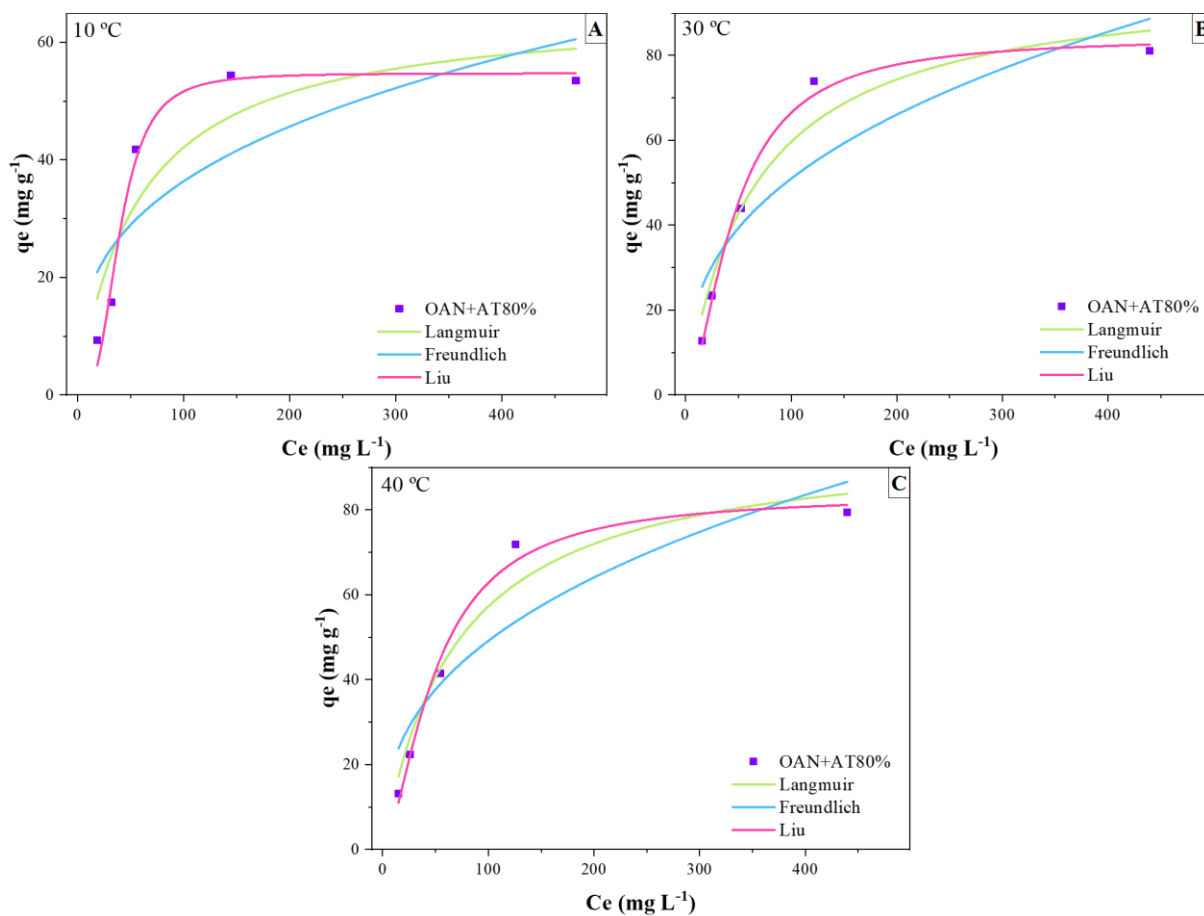 10 ºC
A
60
40
20
0
qe (mg g⁻¹)
OAN+AT80%
Langmuir
Freundlich
Liu
0 100 200 300 400
Ce (mg L⁻¹)
30 ºC
B
80
60
40
20
0
qe (mg g⁻¹)
OAN+AT80%
Langmuir
Freundlich
Liu
0 100 200 300 400
Ce (mg L⁻¹)
40 ºC
C
80
60
40
20
0
qe (mg g⁻¹)
OAN+AT80%
Langmuir
Freundlich
Liu
0 100 200 300 400
Ce (mg L⁻¹)